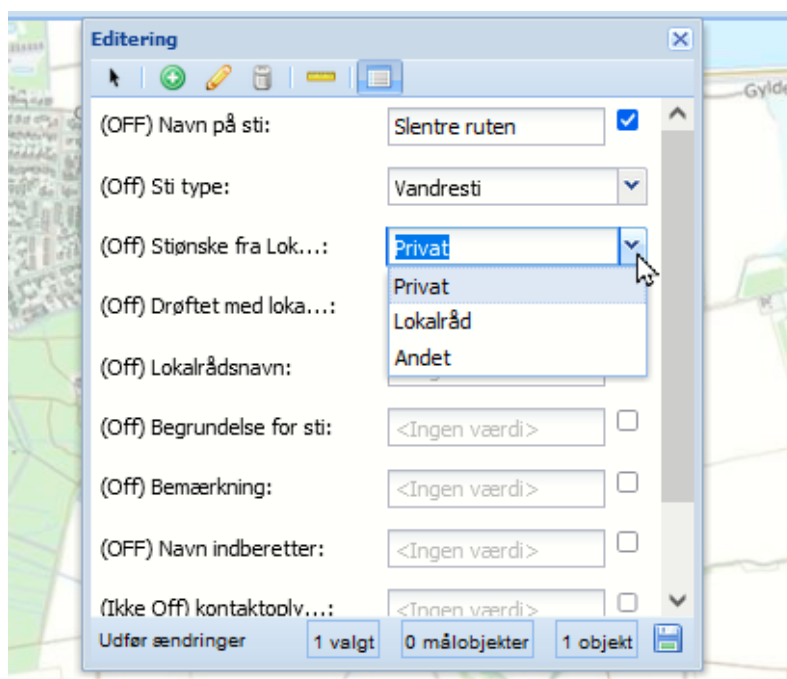 Editering
Gylde
(OFF) Navn på sti: Slentre ruten
(Off) Sti type: Vandresti
(Off) Stiønske fra Lok...: Privat
Privat
(Off) Drøftet med loka...:
Lokalråd
Andet
(Off) Lokalrådsnavn:
(Off) Begrundelse for sti: <Ingen værdi>
(Off) Bemærkning: <Ingen værdi>
(OFF) Navn indberetter: <Ingen værdi>
(Ikke Off) kontaktoply...: <Ingen værdi>
Udfør ændringer 1 valgt 0 målobjekter 1 objekt